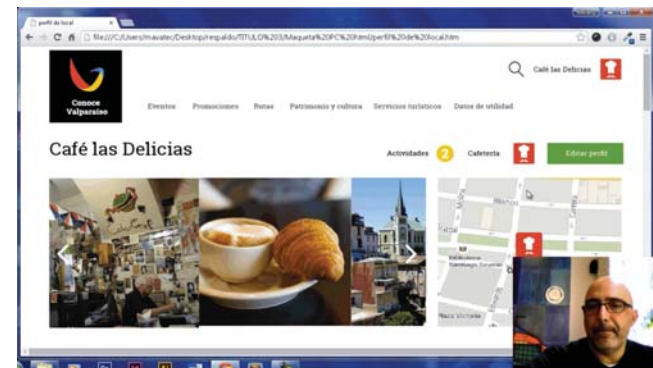 perfil de local
file:///C:/Users/mavatec/Desktop/respaldo/TITULO%203/Maqueta%20PC%20html/perfil%20de%20local.htm
Conoce
Valparaíso
Café las Delicias
Eventos Promociones Rutas Patrimonio y cultura Servicios turísticos Datos de utilidad
Café las Delicias
Actividades 2 Cafetería Editar perfil
Plaza Victoria